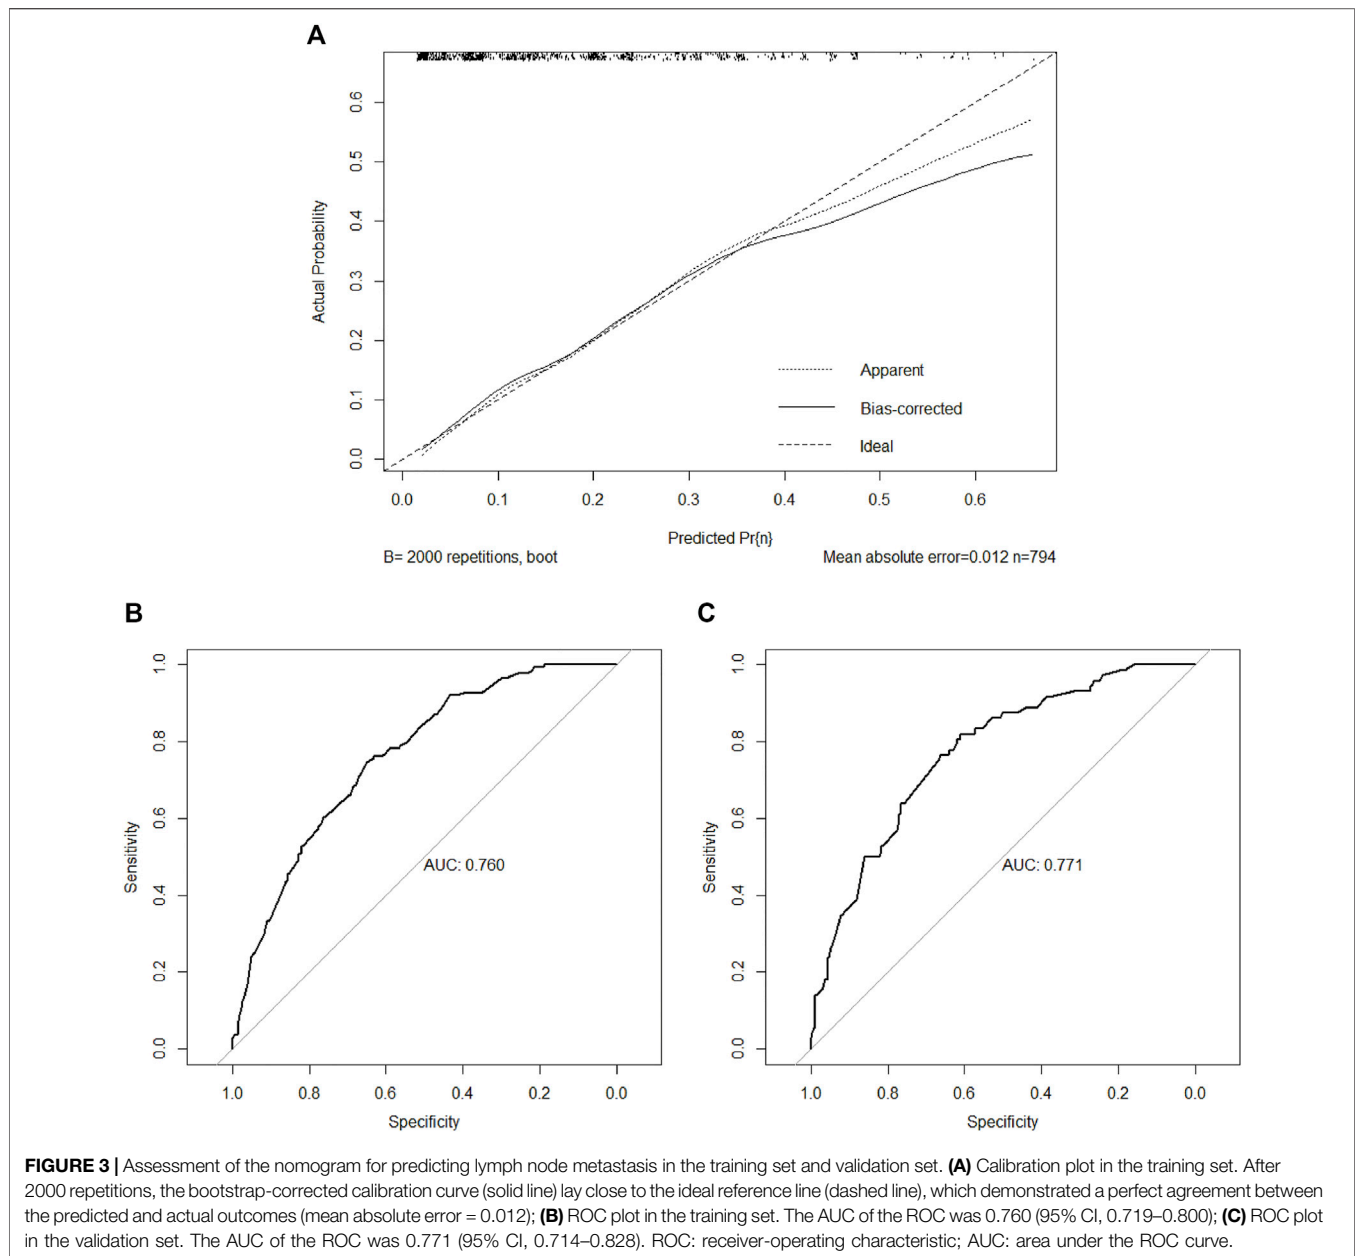 A
Actual Probability
0.6
0.5
0.4
0.3
0.2
0.1
0.0
Apparent
Bias-corrected
Ideal
0.0 0.1 0.2 0.3 0.4 0.5 0.6
Predicted Pr{n}
B= 2000 repetitions, boot
Mean absolute error=0.012 n=794
B
Sensitivity
1.0
0.8
0.6
0.4
0.2
0.0
AUC: 0.760
1.0 0.8 0.6 0.4 0.2 0.0
Specificity
C
Sensitivity
1.0
0.8
0.6
0.4
0.2
0.0
AUC: 0.771
1.0 0.8 0.6 0.4 0.2 0.0
Specificity
FIGURE 3 | Assessment of the nomogram for predicting lymph node metastasis in the training set and validation set. (A) Calibration plot in the training set. After
2000 repetitions, the bootstrap-corrected calibration curve (solid line) lay close to the ideal reference line (dashed line), which demonstrated a perfect agreement between
the predicted and actual outcomes (mean absolute error = 0.012); (B) ROC plot in the training set. The AUC of the ROC was 0.760 (95% CI, 0.719–0.800); (C) ROC plot
in the validation set. The AUC of the ROC was 0.771 (95% CI, 0.714–0.828). ROC: receiver-operating characteristic; AUC: area under the ROC curve.